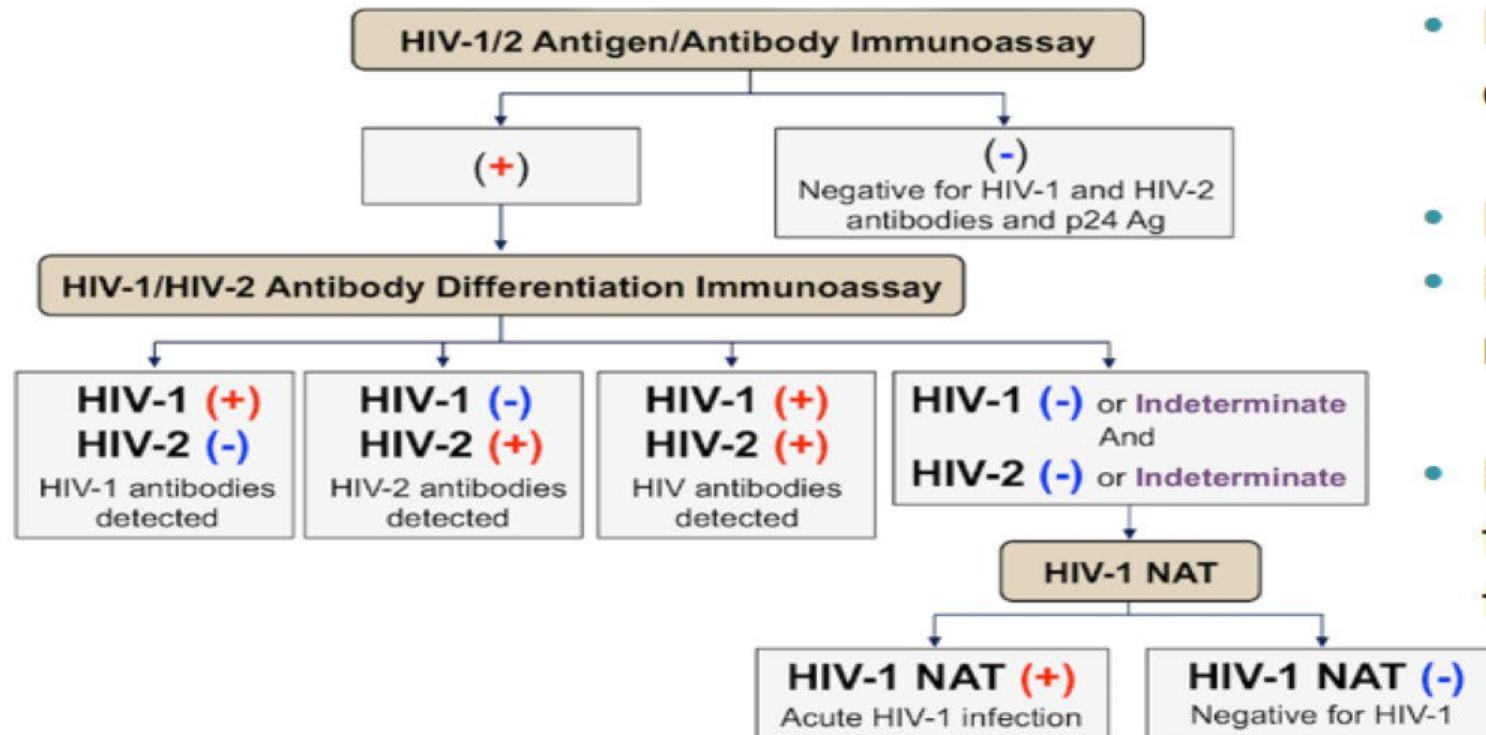 HIV-1/2 Antigen/Antibody Immunoassay
(+)
(-)
Negative for HIV-1 and HIV-2
antibodies and p24 Ag
HIV-1/HIV-2 Antibody Differentiation Immunoassay
HIV-1 (+)
HIV-2 (-)
HIV-1 antibodies
detected
HIV-1 (-)
HIV-2 (+)
HIV-2 antibodies
detected
HIV-1 (+)
HIV-2 (+)
HIV antibodies
detected
HIV-1 (-) or Indeterminate
And
HIV-2 (-) or Indeterminate
HIV-1 NAT
HIV-1 NAT (+)
Acute HIV-1 infection
HIV-1 NAT (-)
Negative for HIV-1